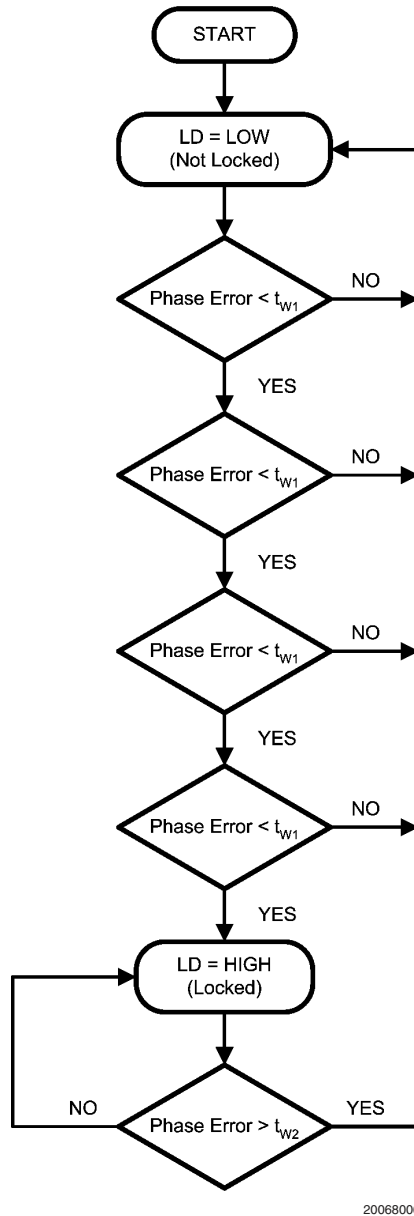 START
LD = LOW
(Not Locked)
Phase Error < tW1
NO
YES
Phase Error < tW1
NO
YES
Phase Error < tW1
NO
YES
Phase Error < tW1
NO
YES
LD = HIGH
(Locked)
NO
Phase Error > tW2
YES